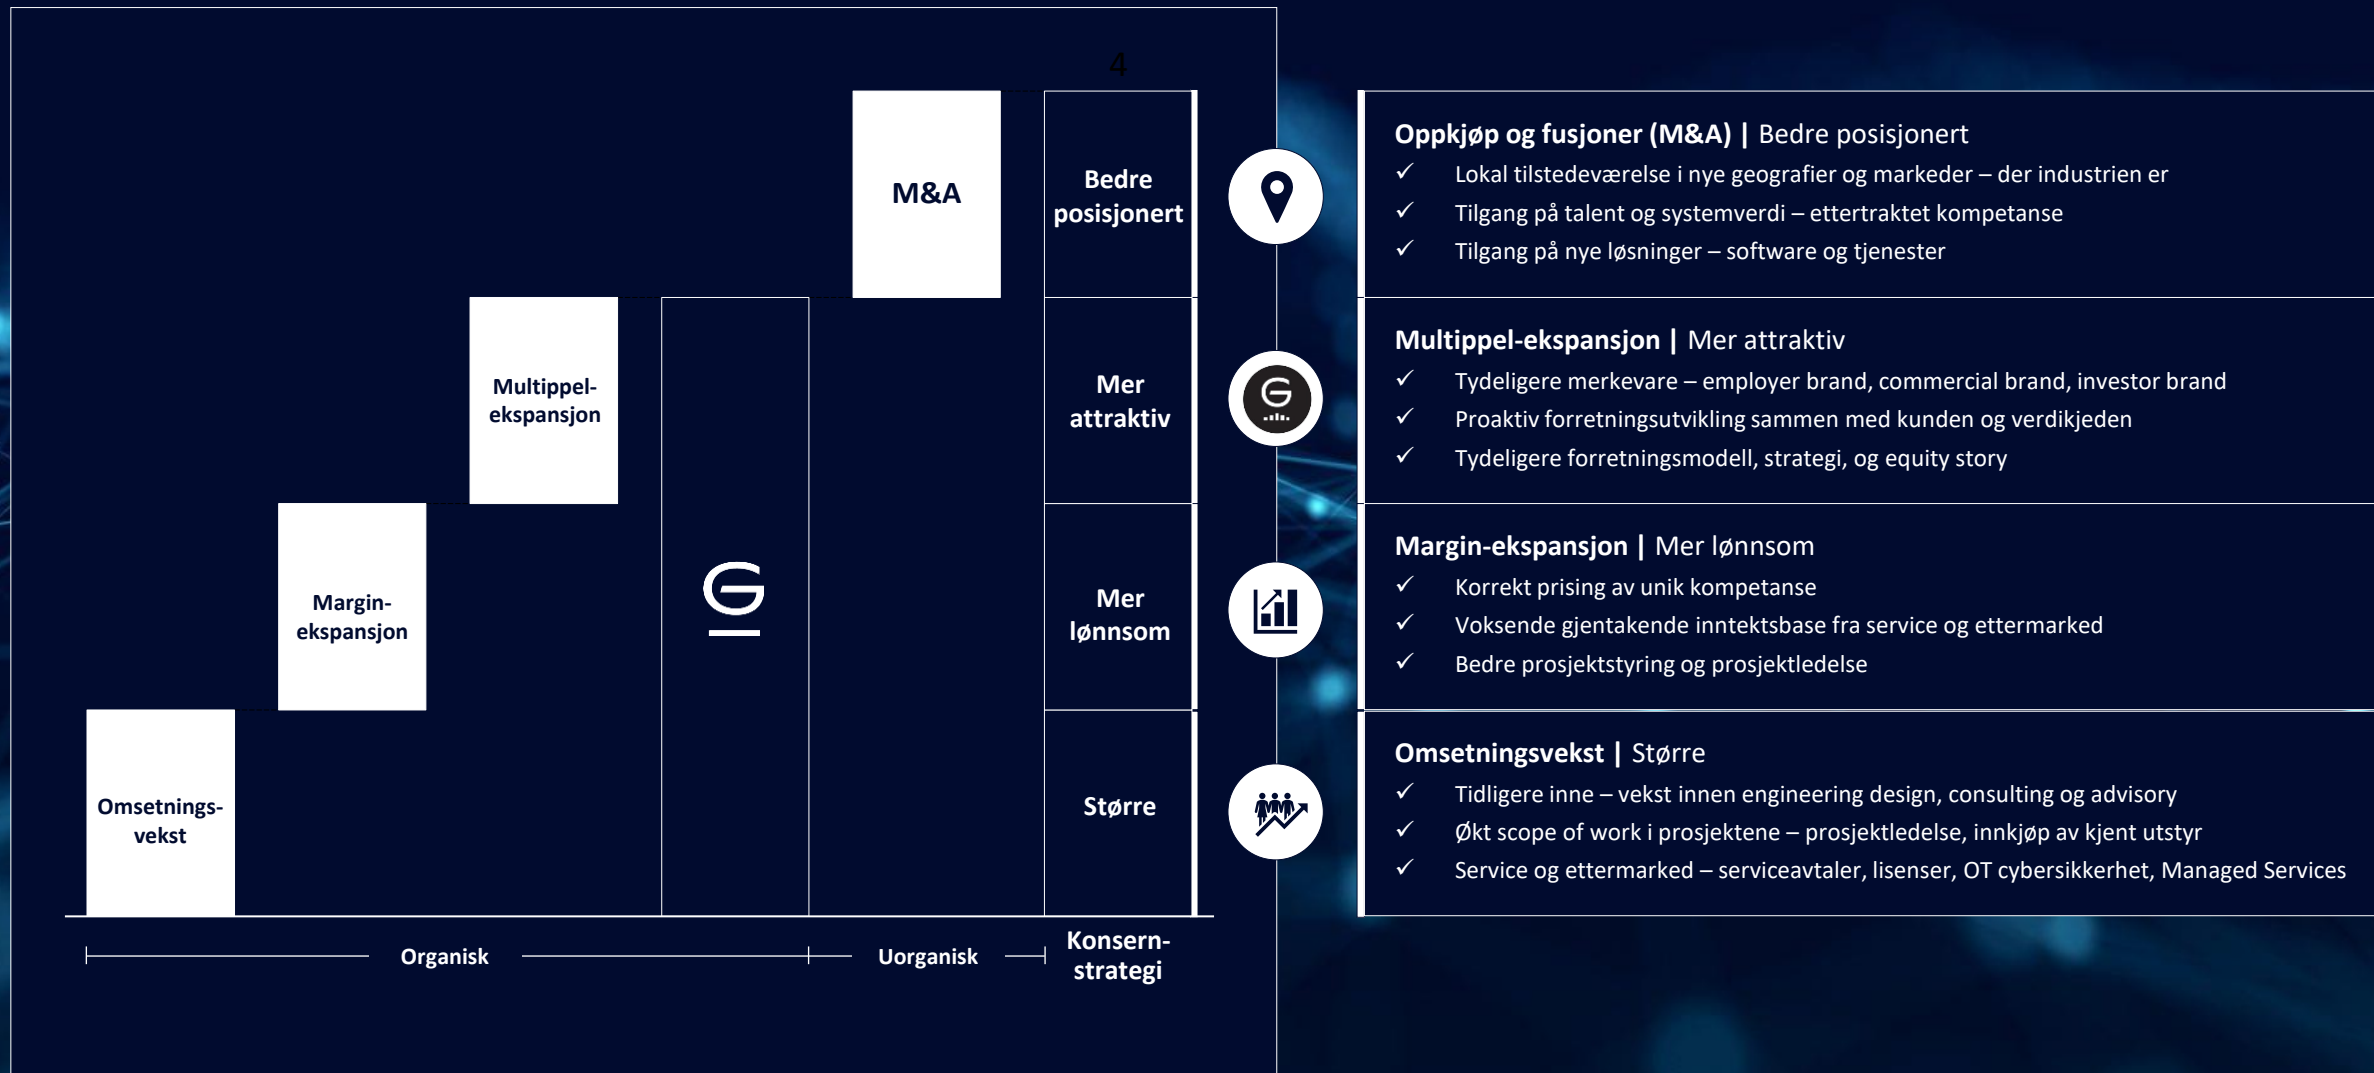 4
M&A
Bedre
posisjonert
Multippel-
ekspansjon
Mer
attraktiv
Margin-
ekspansjon
G
Mer
lønnsom
Omsetnings-
vekst
Større
Organisk
Uorganisk
Konsern-
strategi
G
Oppkjøp og fusjoner (M&A) | Bedre posisjonert
✓ Lokal tilstedeværelse i nye geografier og markeder – der industrien er
✓ Tilgang på talent og systemverdi – ettertraktet kompetanse
✓ Tilgang på nye løsninger – software og tjenester
Multippel-ekspansjon | Mer attraktiv
✓ Tydeligere merkevare – employer brand, commercial brand, investor brand
✓ Proaktiv forretningsutvikling sammen med kunden og verdikjeden
✓ Tydeligere forretningsmodell, strategi, og equity story
Margin-ekspansjon | Mer lønnsom
✓ Korrekt prising av unik kompetanse
✓ Voksende gjentakende inntektsbase fra service og ettermarked
✓ Bedre prosjektstyring og prosjektledelse
Omsetningsvekst | Større
✓ Tidligere inne – vekst innen engineering design, consulting og advisory
✓ Økt scope of work i prosjektene – prosjektledelse, innkjøp av kjent utstyr
✓ Service og ettermarked – serviceavtaler, lisenser, OT cybersikkerhet, Managed Services